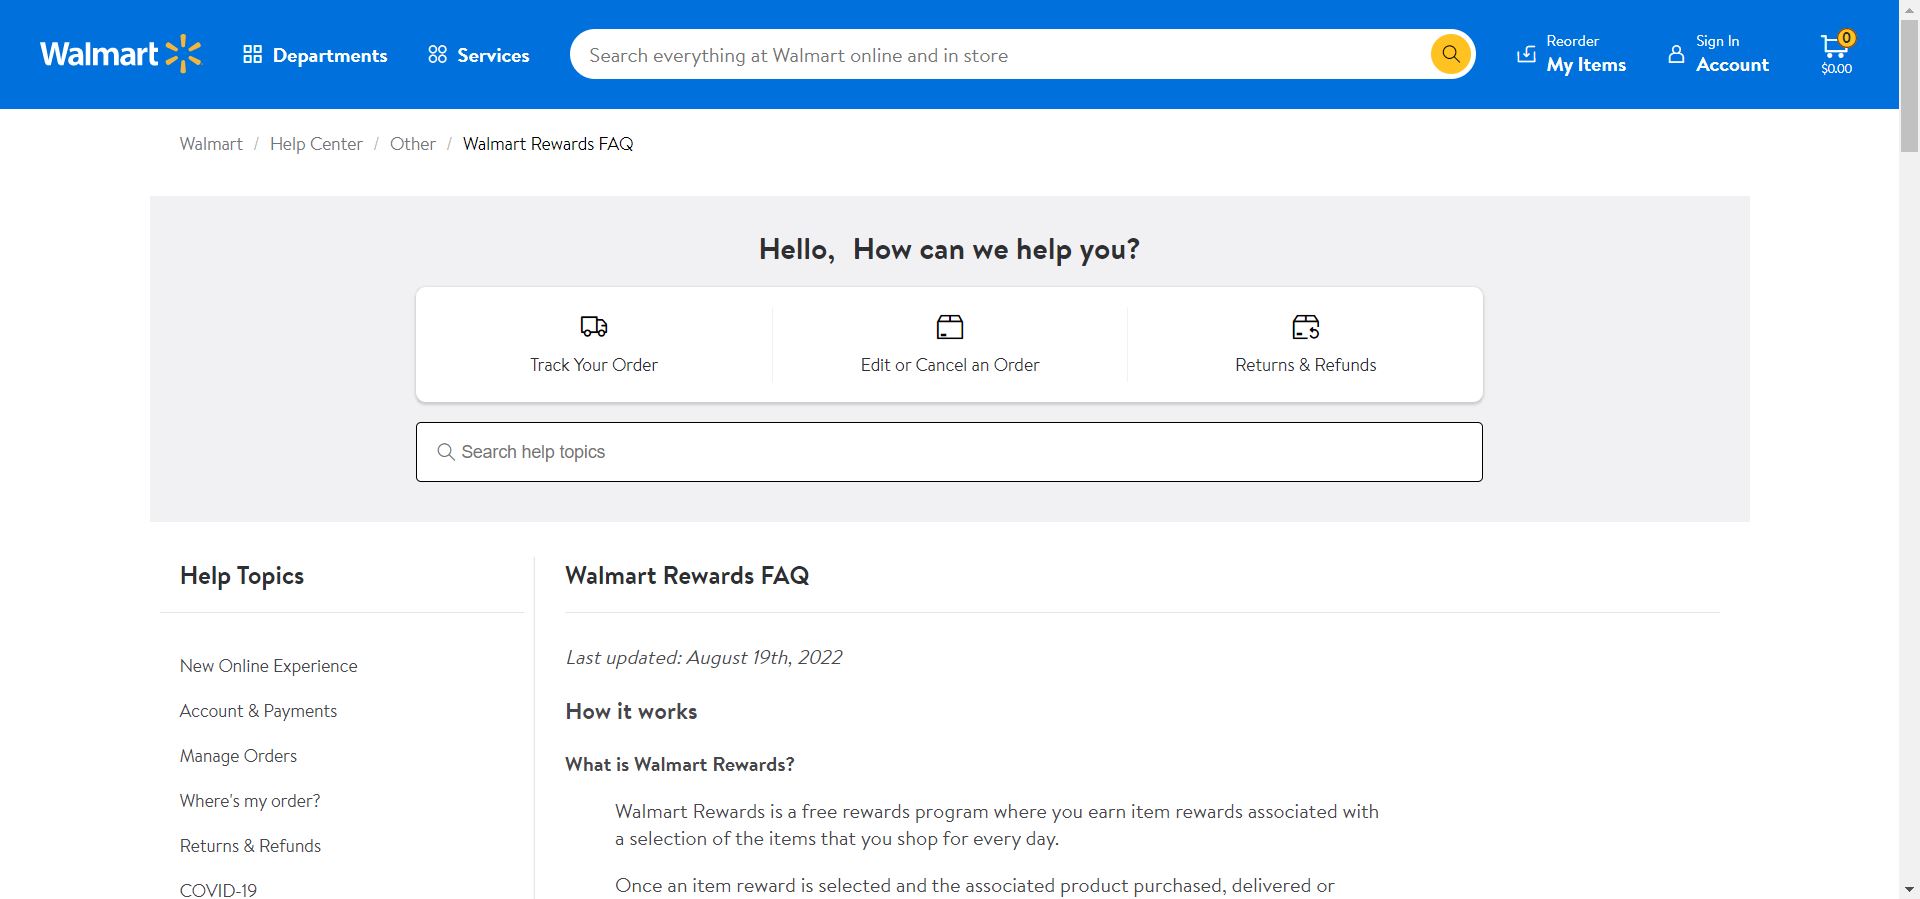 Walmart
Departments
Services
Search everything at Walmart online and in store
Reorder
My Items
Sign In
Account
0
$0.00
Walmart / Help Center / Other / Walmart Rewards FAQ
Hello, How can we help you?
Track Your Order
Edit or Cancel an Order
Returns & Refunds
Search help topics
Help Topics
New Online Experience
Account & Payments
Manage Orders
Where's my order?
Returns & Refunds
COVID-19
Walmart Rewards FAQ
Last updated: August 19th, 2022
How it works
What is Walmart Rewards?
Walmart Rewards is a free rewards program where you earn item rewards associated with
a selection of the items that you shop for every day.
Once an item reward is selected and the associated product purchased, delivered or